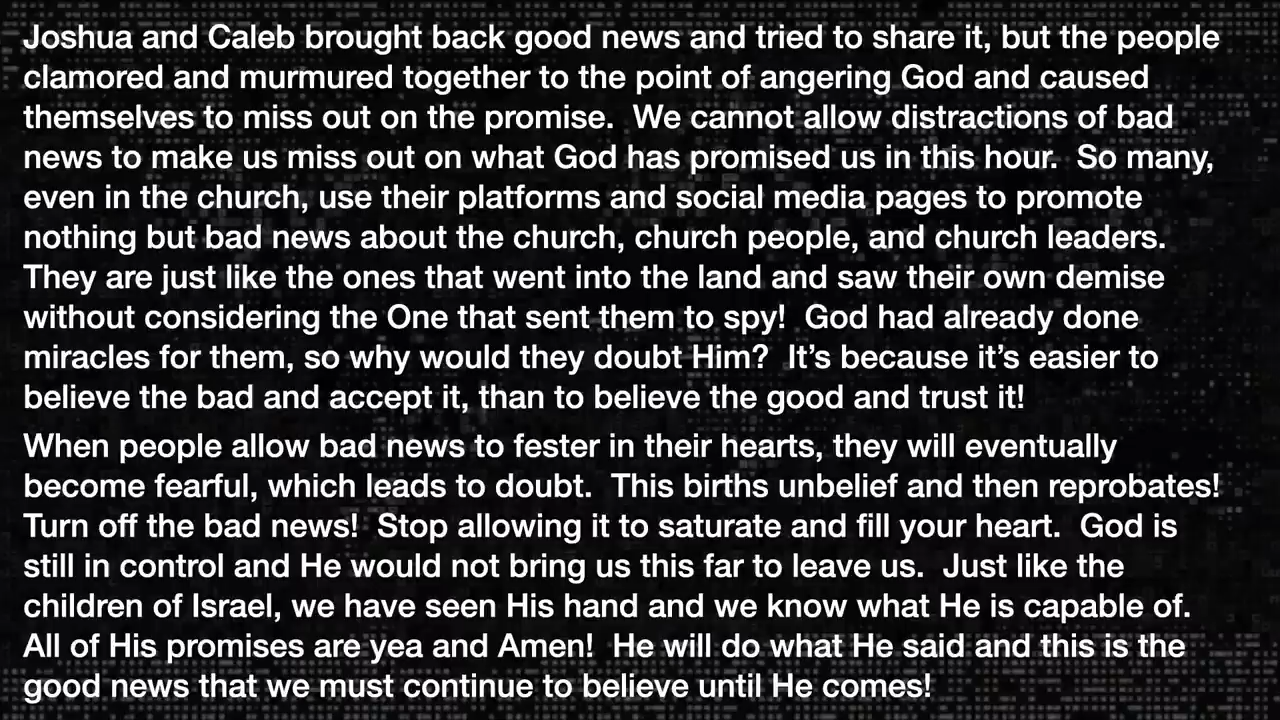 Joshua and Caleb brought back good news and tried to share it, but the people
clamored and murmured together to the point of angering God and caused
themselves to miss out on the promise.  We cannot allow distractions of bad
news to make us miss out on what God has promised us in this hour.  So many,
even in the church, use their platforms and social media pages to promote
nothing but bad news about the church, church people, and church leaders.
They are just like the ones that went into the land and saw their own demise
without considering the One that sent them to spy!  God had already done
miracles for them, so why would they doubt Him?  It’s because it’s easier to
believe the bad and accept it, than to believe the good and trust it!
When people allow bad news to fester in their hearts, they will eventually
become fearful, which leads to doubt.  This births unbelief and then reprobates!
Turn off the bad news!  Stop allowing it to saturate and fill your heart.  God is
still in control and He would not bring us this far to leave us.  Just like the
children of Israel, we have seen His hand and we know what He is capable of.
All of His promises are yea and Amen!  He will do what He said and this is the
good news that we must continue to believe until He comes!